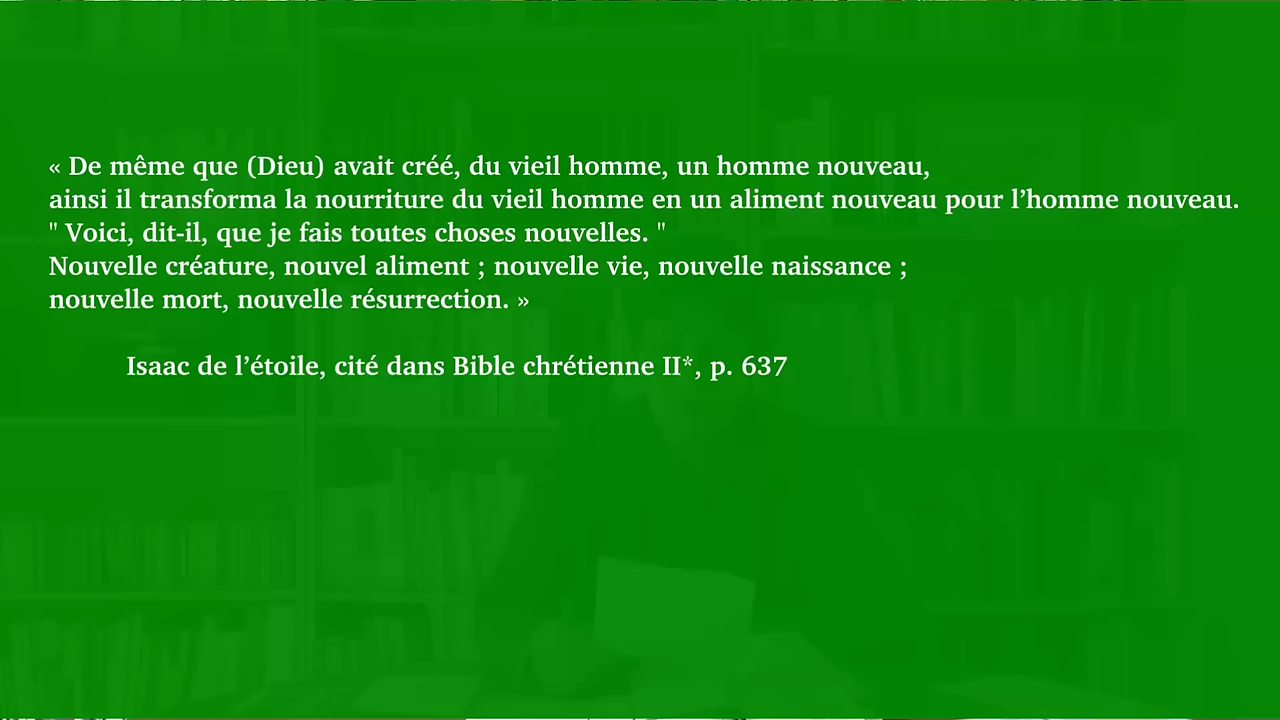 « De même que (Dieu) avait créé, du vieil homme, un homme nouveau,
ainsi il transforma la nourriture du vieil homme en un aliment nouveau pour l’homme nouveau.
" Voici, dit-il, que je fais toutes choses nouvelles. "
Nouvelle créature, nouvel aliment ; nouvelle vie, nouvelle naissance ;
nouvelle mort, nouvelle résurrection. »
Isaac de l’étoile, cité dans Bible chrétienne II*, p. 637